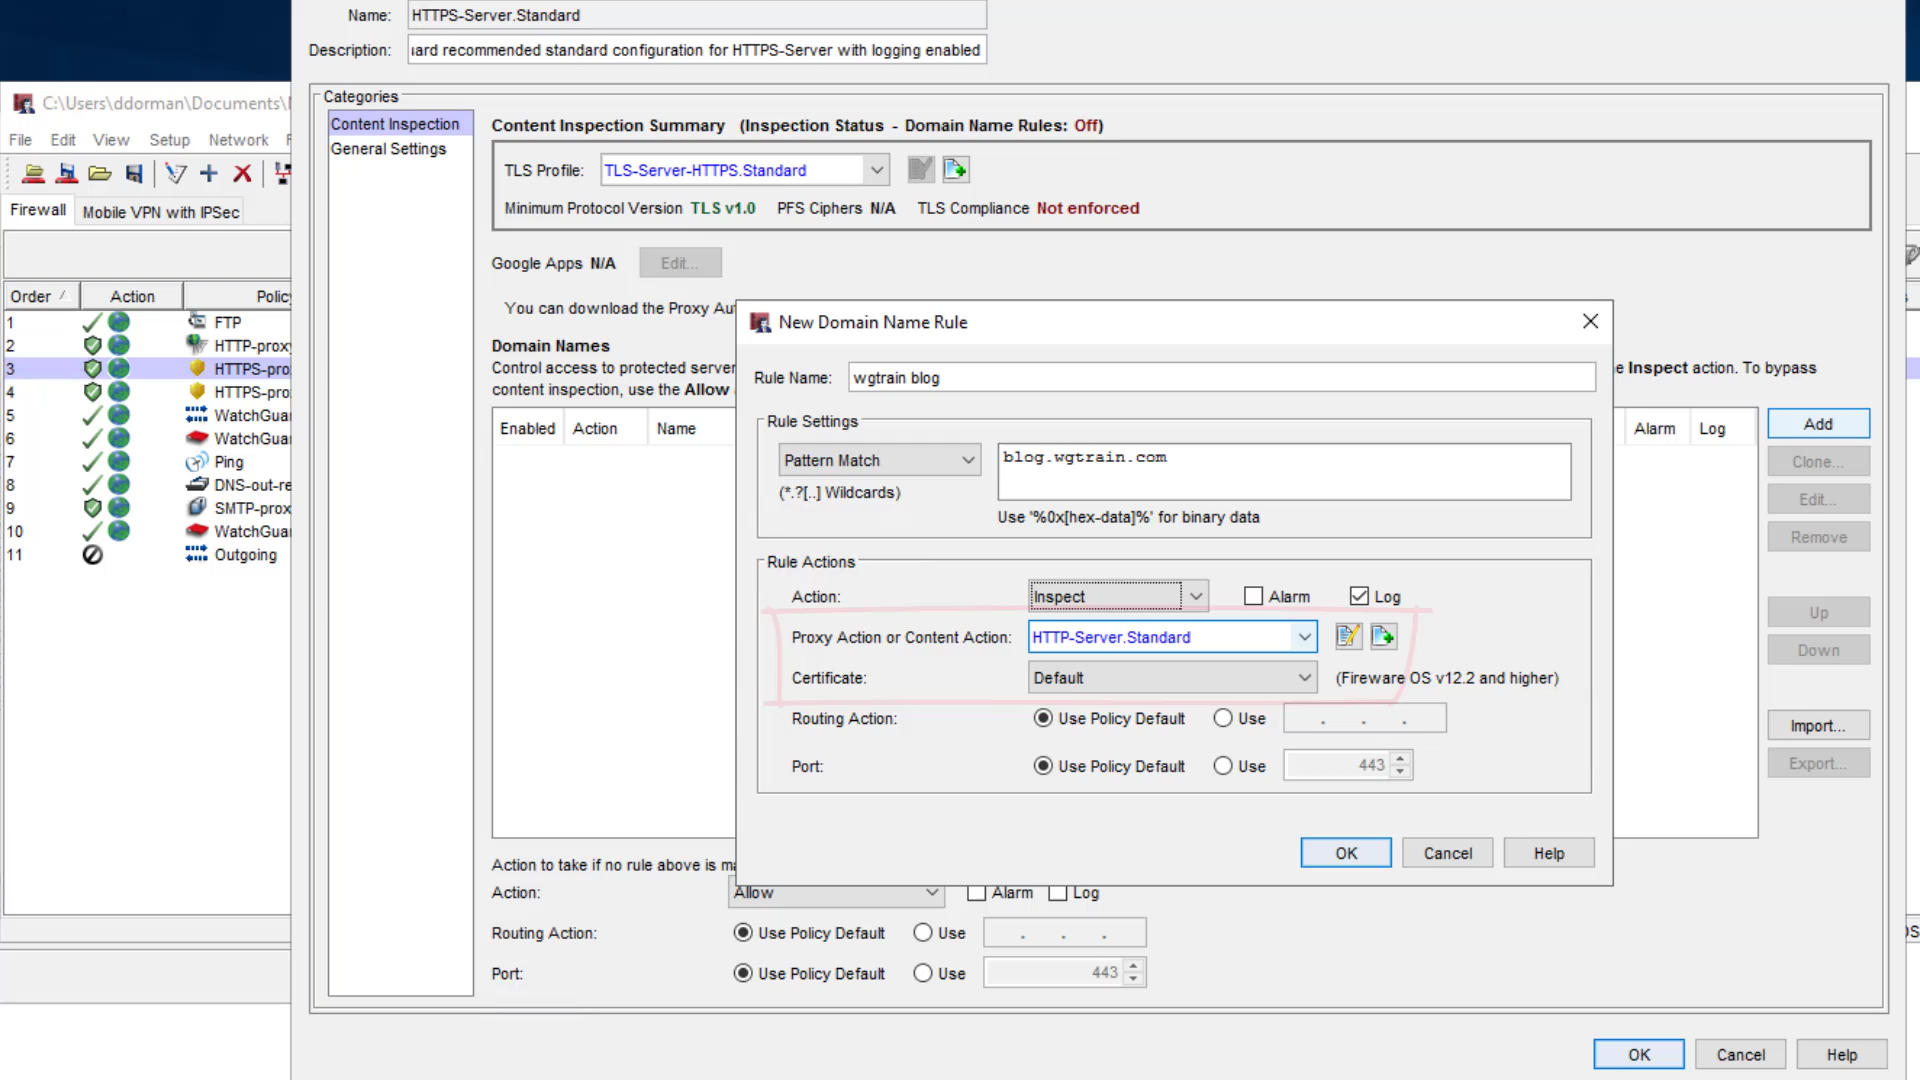 Name: HTTPS-Server.Standard
Description: ard recommended standard configuration for HTTPS-Server with logging enabled
C:\Users\ddorman\Documents\
File Edit View Setup Network
Firewall Mobile VPN with IPSec
Order Action Policy
1 FTP
2 HTTP-proxy
3 HTTPS-pro
4 HTTPS-pro
5 WatchGua
6 WatchGua
7 Ping
8 DNS-out-re
9 SMTP-prox
10 WatchGua
11 Outgoing
Categories
Content Inspection
General Settings
Content Inspection Summary (Inspection Status - Domain Name Rules: Off)
TLS Profile: TLS-Server-HTTPS.Standard
Minimum Protocol Version TLS v1.0 PFS Ciphers N/A TLS Compliance Not enforced
Google Apps N/A Edit...
You can download the Proxy Au
Domain Names
Control access to protected server e Inspect action. To bypass
content inspection, use the Allow
Enabled Action Name Alarm Log
Add
Clone...
Edit...
Remove
Up
Down
Import...
Export...
New Domain Name Rule
Rule Name: wgtrain blog
Rule Settings
Pattern Match blog.wgtrain.com
(*.?[..] Wildcards)
Use '%0x[hex-data]%' for binary data
Rule Actions
Action: Inspect Alarm Log
Proxy Action or Content Action: HTTP-Server.Standard
Certificate: Default (Fireware OS v12.2 and higher)
Routing Action: Use Policy Default Use . . .
Port: Use Policy Default Use 443
OK Cancel Help
Action to take if no rule above is ma
Action: Allow Alarm Log
Routing Action: Use Policy Default Use . . .
Port: Use Policy Default Use 443
OK Cancel Help